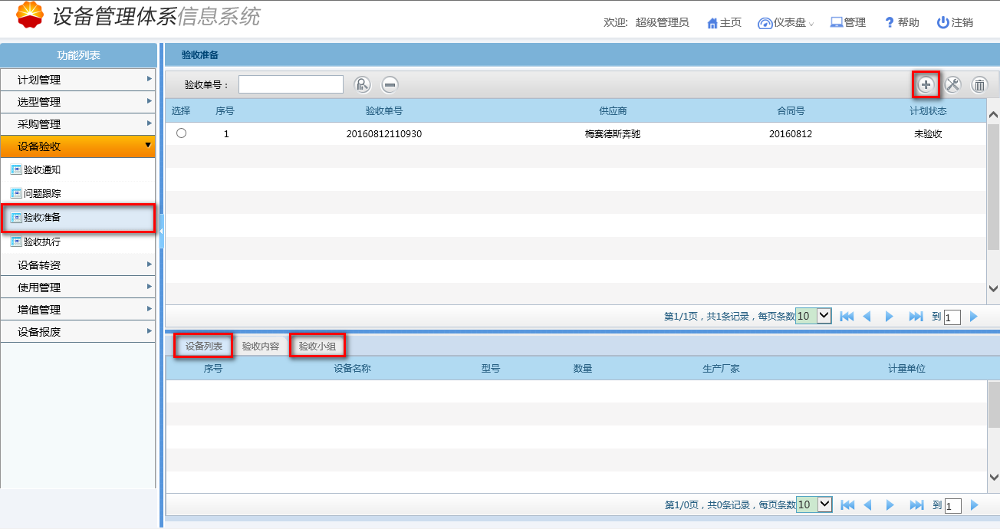 设备管理体系信息系统
欢迎: 超级管理员 主页 仪表盘 管理 帮助 注销
功能列表
计划管理
选型管理
采购管理
设备验收
验收通知
问题跟踪
验收准备
验收执行
设备转资
使用管理
增值管理
设备报废
验收准备
验收单号：
选择 序号 验收单号 供应商 合同号 计划状态
1 20160812110930 梅赛德斯奔驰 20160812 未验收
第1/1页，共1条记录，每页条数 10 到 1
设备列表 验收内容 验收小组
序号 设备名称 型号 数量 生产厂家 计量单位
第1/0页，共0条记录，每页条数 10 到 1